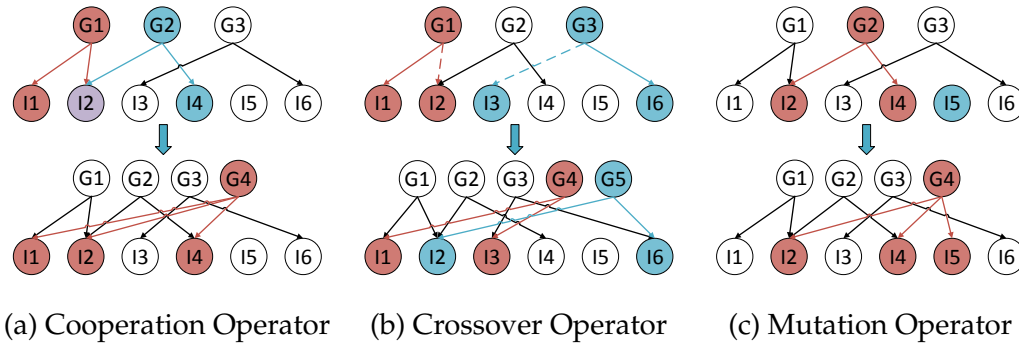 G1 G2 G3 G1 G2 G3 G1 G2 G3
I1 I2 I3 I4 I5 I6 I1 I2 I3 I4 I5 I6 I1 I2 I3 I4 I5 I6
G1 G2 G3 G4 G1 G2 G3 G4 G5 G1 G2 G3 G4
I1 I2 I3 I4 I5 I6 I1 I2 I3 I4 I5 I6 I1 I2 I3 I4 I5 I6
(a) Cooperation Operator (b) Crossover Operator (c) Mutation Operator